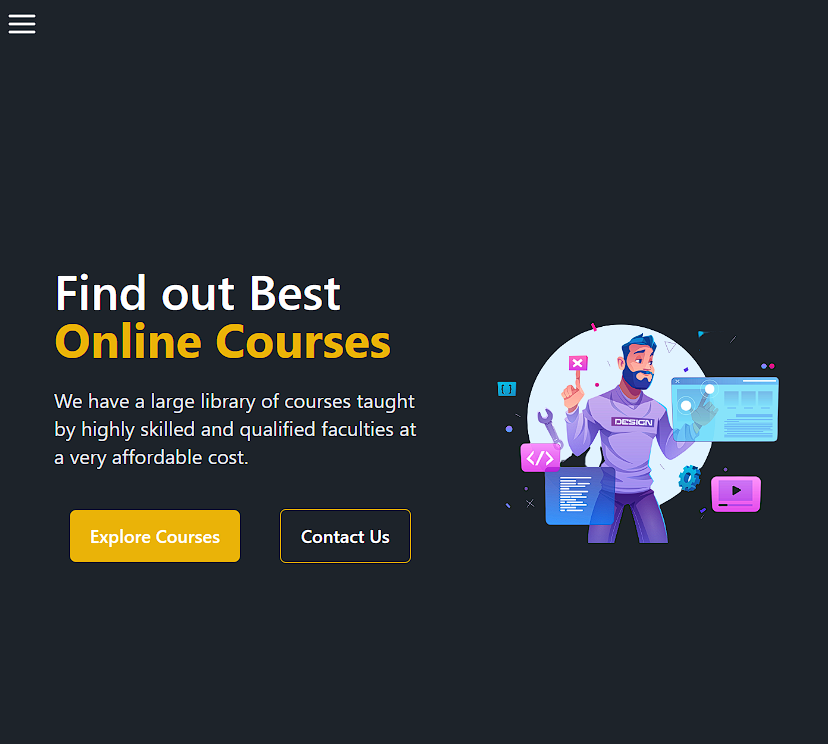 Find out Best
Online Courses
We have a large library of courses taught
by highly skilled and qualified faculties at
a very affordable cost.
Explore Courses
Contact Us
[ ]
DESIGN
</>